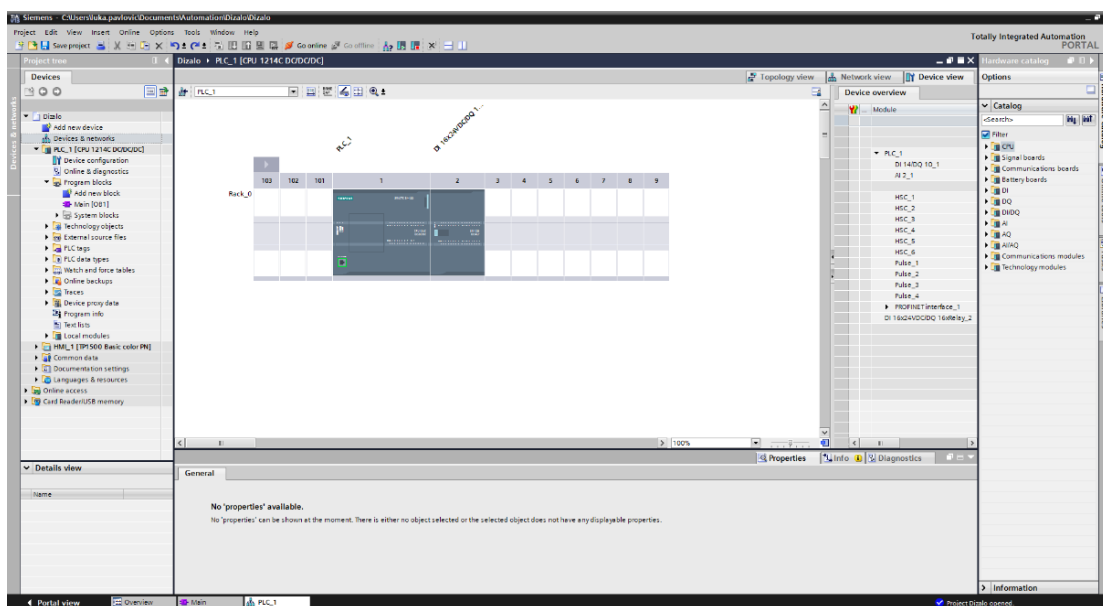 Siemens - C:\Users\luka.pavlovic\Documents\Automation\Dizalo\Dizalo
Project Edit View Insert Online Options Tools Window Help
Totally Integrated Automation
PORTAL
Save project Go online Go offline
Project tree
Dizalo PLC_1 [CPU 1214C DC/DC/DC]
Hardware catalog
Devices
Topology view Network view Device view
Options
PLC_1
Device overview
Module
Catalog
<Search>
Filter
CPU
Signal boards
Communications boards
Battery boards
DI
DQ
DI/DQ
AI
AQ
AI/AQ
Communications modules
Technology modules
Devices & networks
Dizalo
Add new device
Devices & networks
PLC_1 [CPU 1214C DC/DC/DC]
Device configuration
Online & diagnostics
Program blocks
Add new block
Main [OB1]
System blocks
Technology objects
External source files
PLC tags
PLC data types
Watch and force tables
Online backups
Traces
Device proxy data
Program info
Text lists
Local modules
HMI_1 [TP1500 Basic color PN]
Common data
Documentation settings
Languages & resources
Online access
Card Reader/USB memory
PLC_1
DI 16x24VDC/DQ 1...
103 102 101 1 2 3 4 5 6 7 8 9
Rack_0
PLC_1
DI 14/DQ 10_1
AI 2_1
HSC_1
HSC_2
HSC_3
HSC_4
HSC_5
HSC_6
Pulse_1
Pulse_2
Pulse_3
Pulse_4
PROFINET interface_1
DI 16x24VDC/DQ 16xRelay_2
100%
Properties Info Diagnostics
Details view
General
Name
No 'properties' available.
No 'properties' can be shown at the moment. There is either no object selected or the selected object does not have any displayable properties.
Information
Portal view Overview Main PLC_1
Project Dizalo opened.